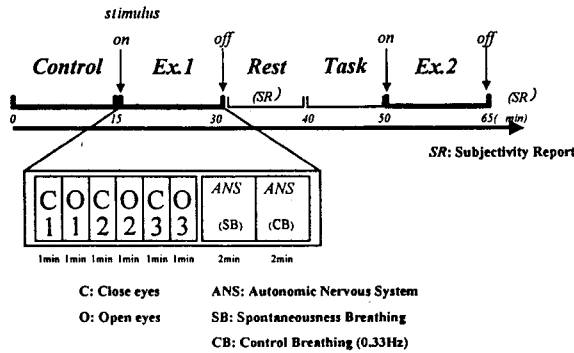 stimulus
on off on off
Control Ex.1 Rest Task Ex.2
(SR) (SR)
0 15 30 40 50 65( min)
SR: Subjectivity Report
C O C O C O ANS ANS
1 1 2 2 3 3 (SB) (CB)
1min 1min 1min 1min 1min 1min 2min 2min
C: Close eyes ANS: Autonomic Nervous System
O: Open eyes SB: Spontaneousness Breathing
CB: Control Breathing (0.33Hz)